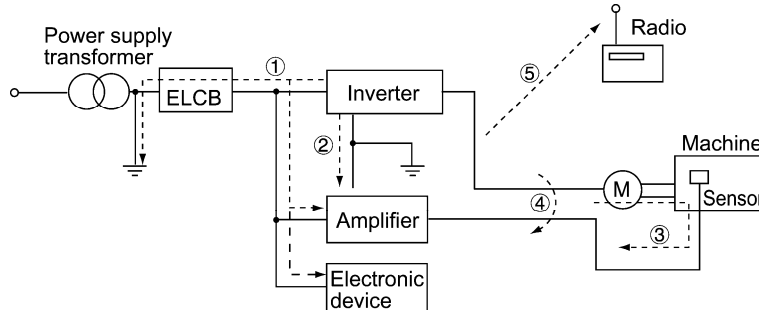 Power supply
transformer
ELCB
①
Inverter
②
Amplifier
Electronic
device
⑤
Radio
④
M
Machine
Sensor
③